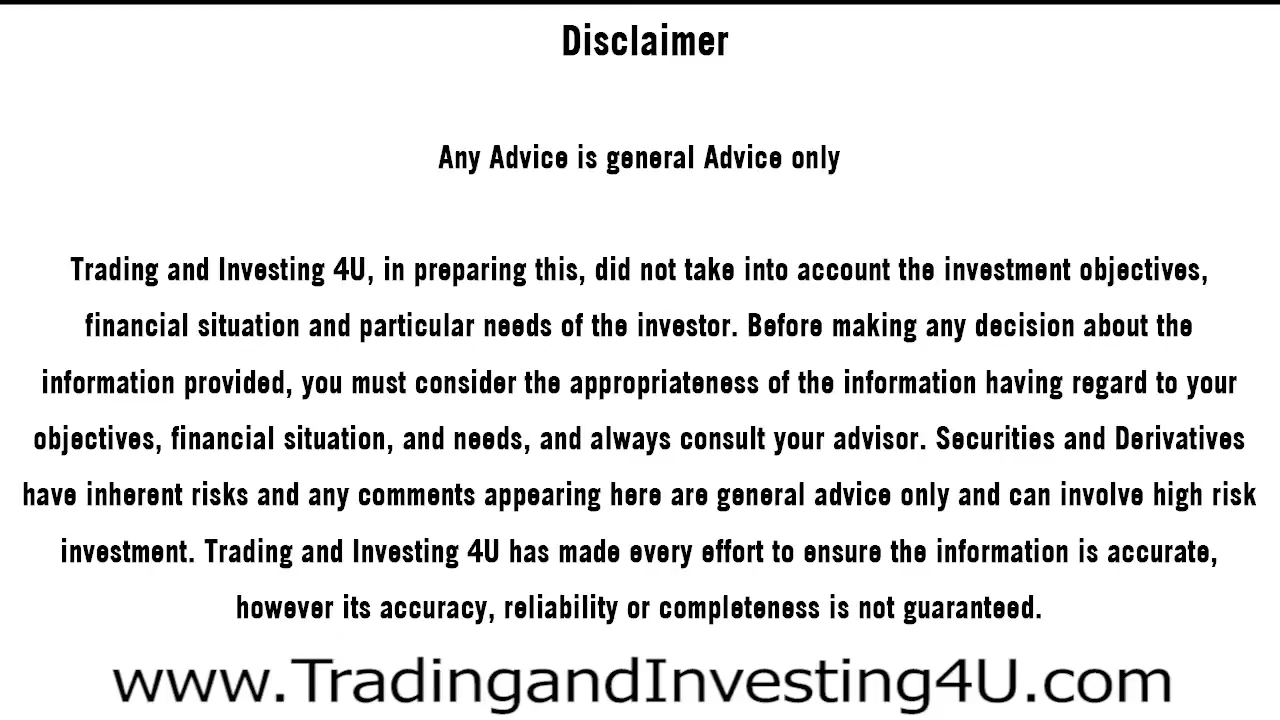 Disclaimer
Any Advice is general Advice only
Trading and Investing 4U, in preparing this, did not take into account the investment objectives,
financial situation and particular needs of the investor. Before making any decision about the
information provided, you must consider the appropriateness of the information having regard to your
objectives, financial situation, and needs, and always consult your advisor. Securities and Derivatives
have inherent risks and any comments appearing here are general advice only and can involve high risk
investment. Trading and Investing 4U has made every effort to ensure the information is accurate,
however its accuracy, reliability or completeness is not guaranteed.
www.TradingandInvesting4U.com